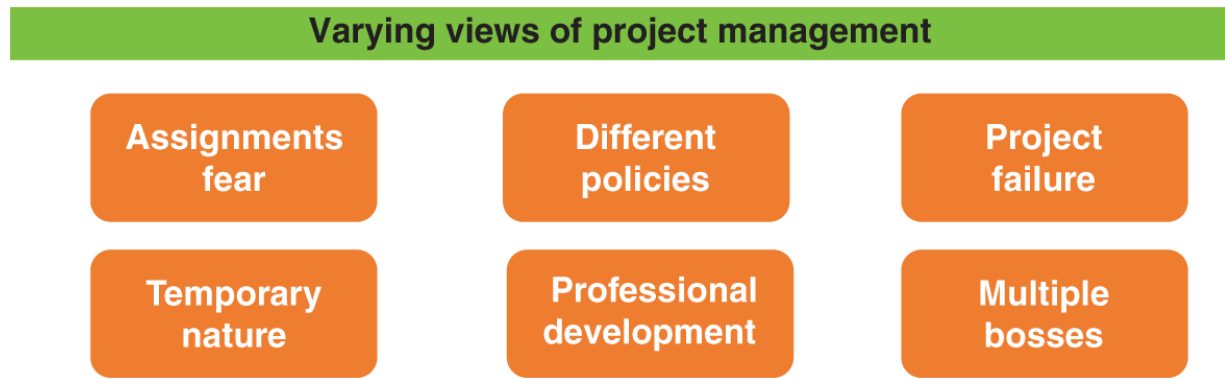 Varying views of project management
Assignments
fear
Different
policies
Project
failure
Temporary
nature
Professional
development
Multiple
bosses